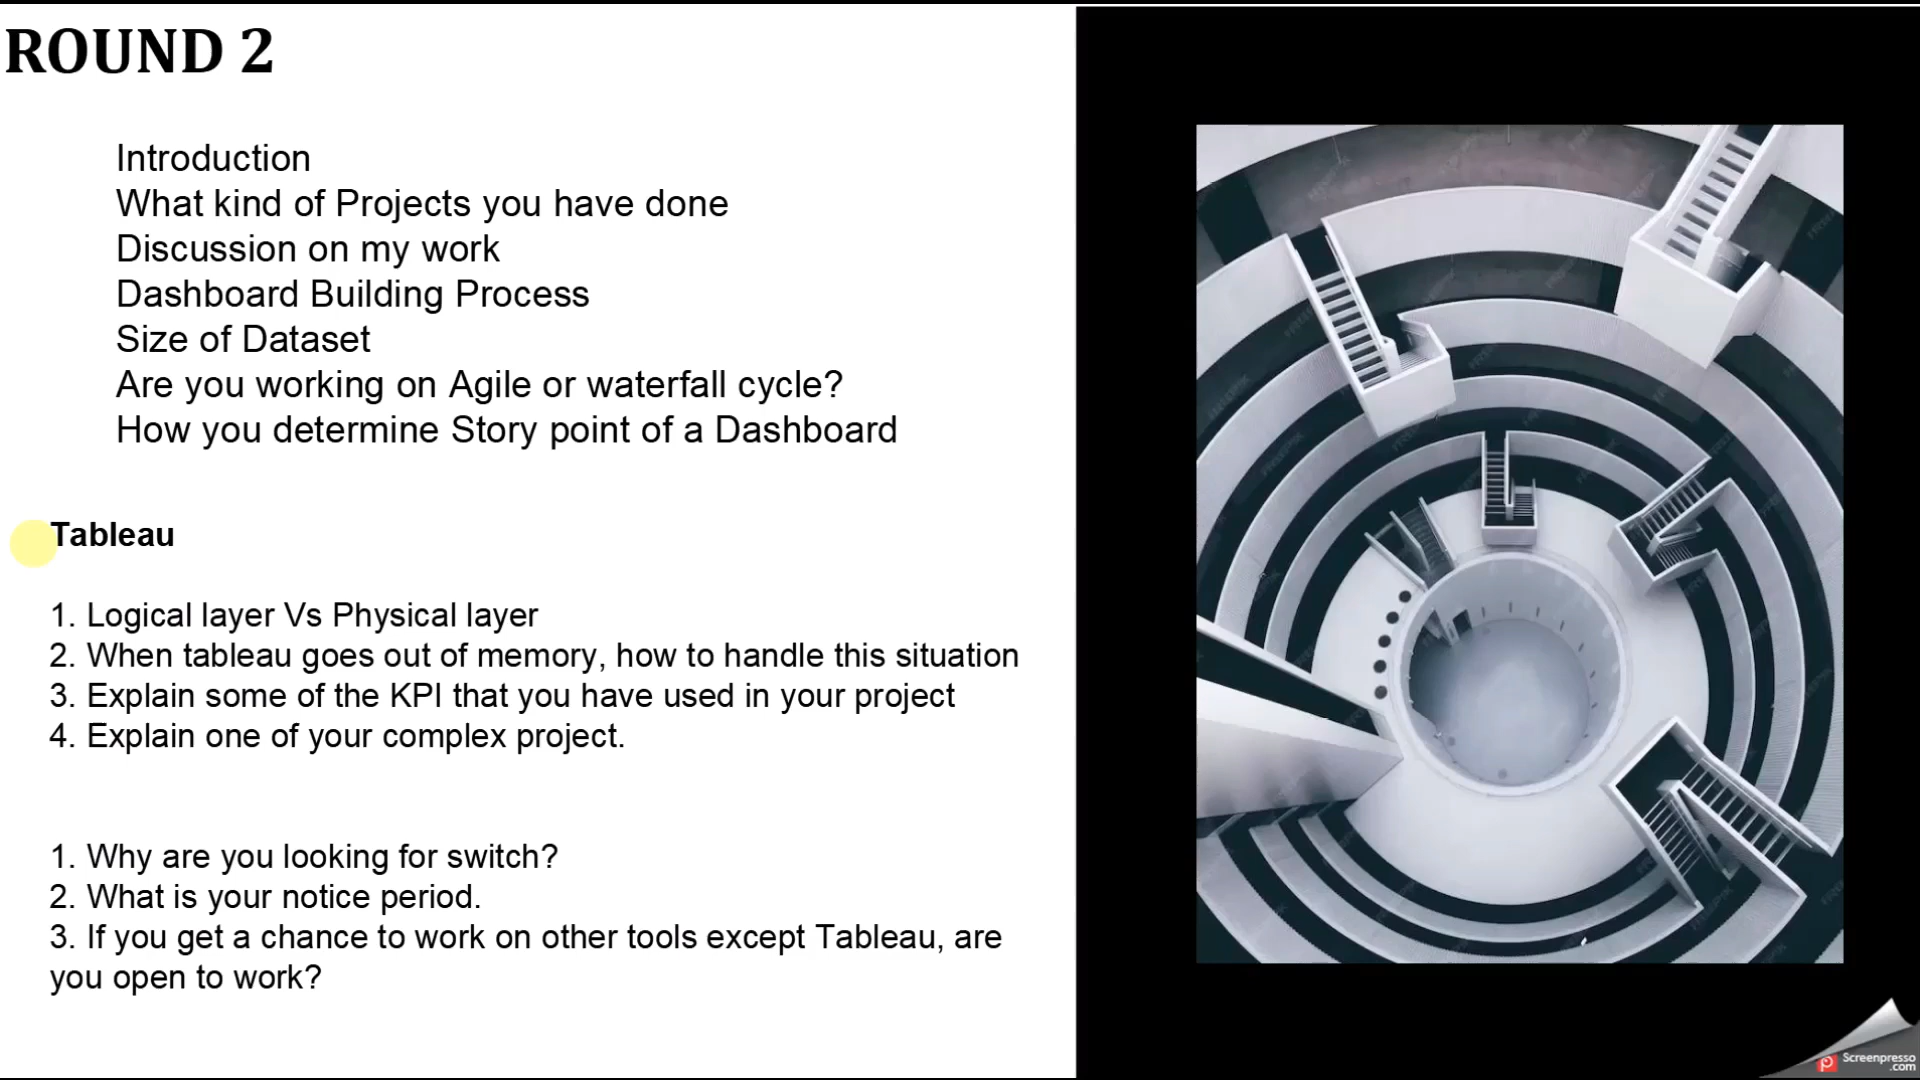 ROUND 2
Introduction
What kind of Projects you have done
Discussion on my work
Dashboard Building Process
Size of Dataset
Are you working on Agile or waterfall cycle?
How you determine Story point of a Dashboard
Tableau
1. Logical layer Vs Physical layer
2. When tableau goes out of memory, how to handle this situation
3. Explain some of the KPI that you have used in your project
4. Explain one of your complex project.
1. Why are you looking for switch?
2. What is your notice period.
3. If you get a chance to work on other tools except Tableau, are
you open to work?
Screenpresso
.com